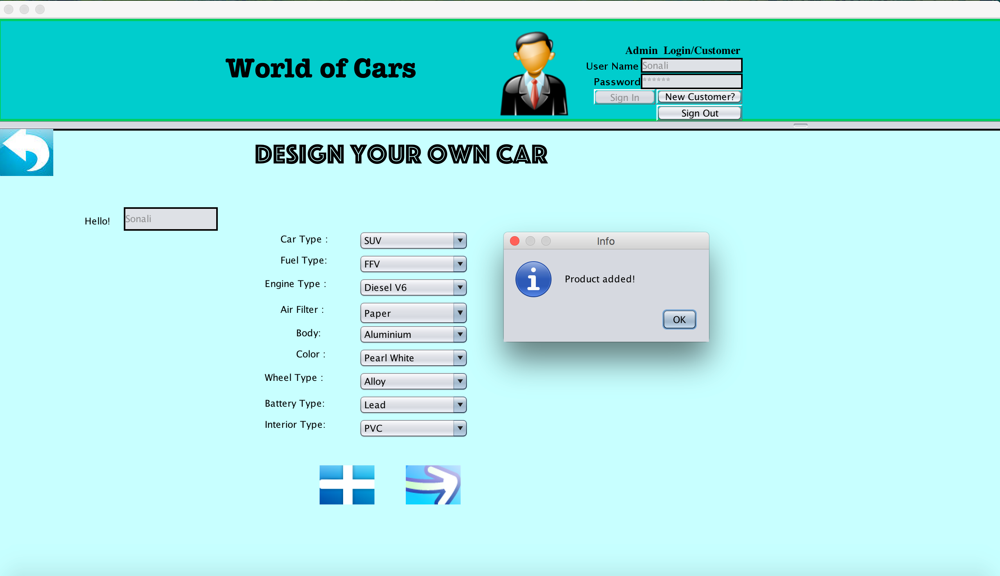 World of Cars
Admin Login/Customer
User Name Sonali
Password ******
Sign In New Customer?
Sign Out
DESIGN YOUR OWN CAR
Hello! Sonali
Car Type : SUV
Fuel Type: FFV
Engine Type : Diesel V6
Air Filter : Paper
Body: Aluminium
Color : Pearl White
Wheel Type : Alloy
Battery Type: Lead
Interior Type: PVC
Info
Product added!
OK